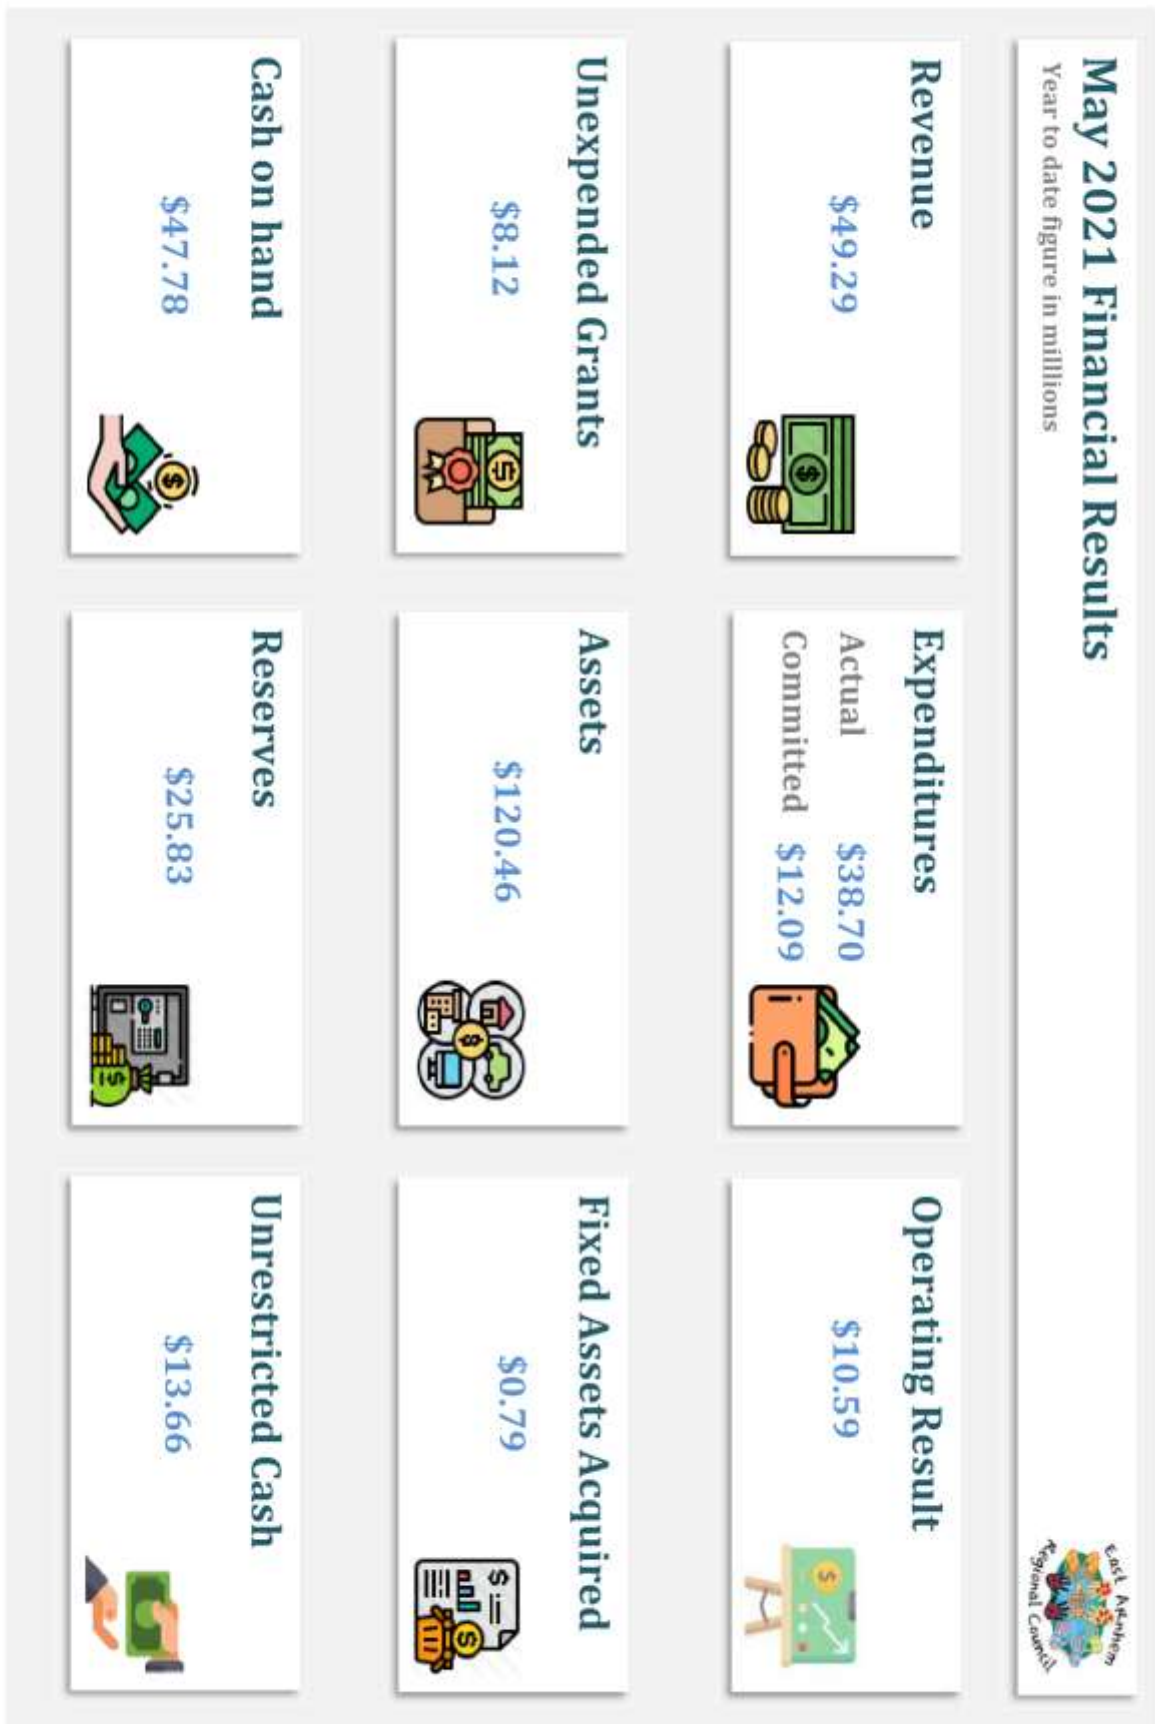 May 2021 Financial Results
Year to date figure in milllions
East Arnhem
Regional Council
Revenue
$49.29
Expenditures
Actual $38.70
Committed $12.09
Operating Result
$10.59
Unexpended Grants
$8.12
Assets
$120.46
Fixed Assets Acquired
$0.79
Cash on hand
$47.78
Reserves
$25.83
Unrestricted Cash
$13.66